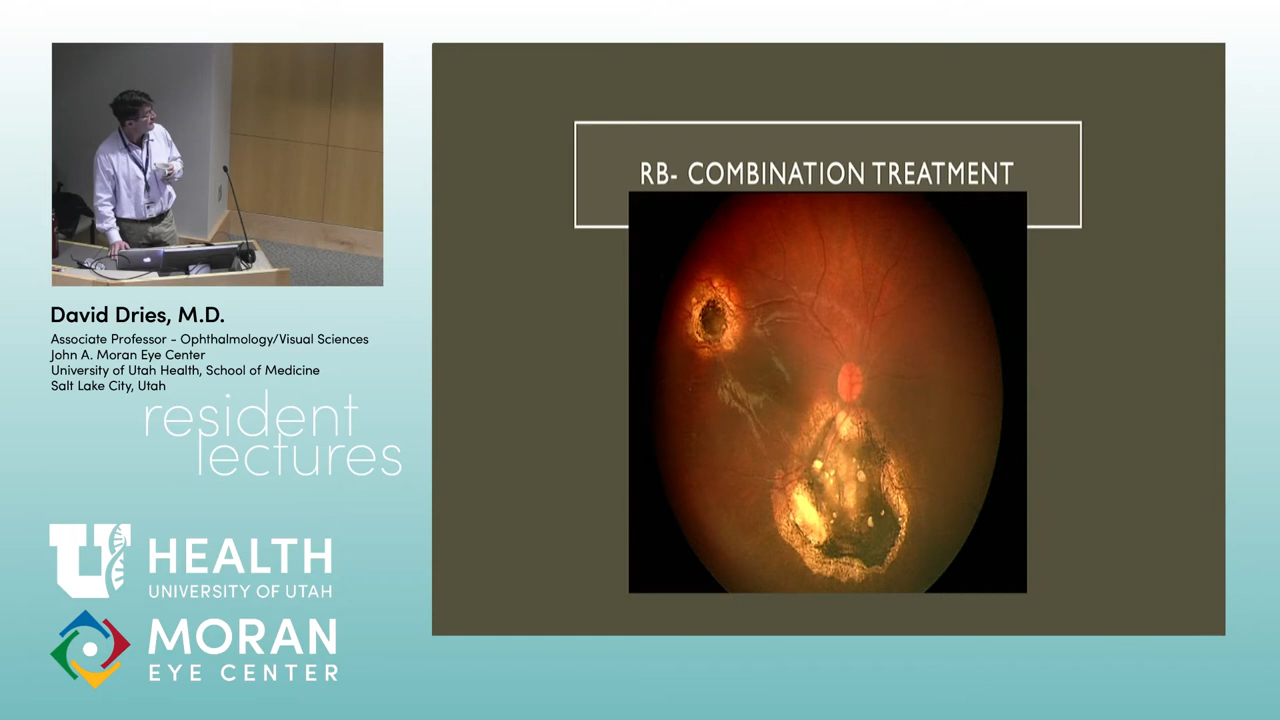 RB- COMBINATION TREATMENT
David Dries, M.D.
Associate Professor - Ophthalmology/Visual Sciences
John A. Moran Eye Center
University of Utah Health, School of Medicine
Salt Lake City, Utah
resident
lectures
U HEALTH
UNIVERSITY OF UTAH
MORAN
EYE CENTER